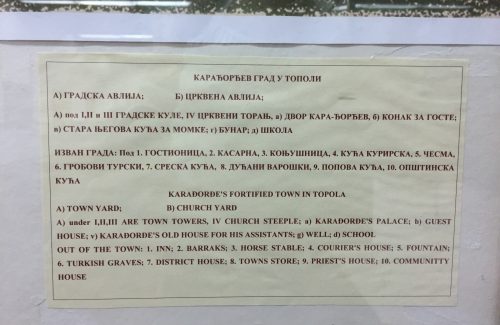 КАРАЂОРЂЕВ ГРАД У ТОПОЛИ
А) ГРАДСКА АВЛИЈА; Б) ЦРКВЕНА АВЛИЈА;
А) под I,II и III ГРАДСКЕ КУЛЕ, IV ЦРКВЕНИ ТОРАЊ, а) ДВОР КАРА-ЂОРЂЕВ, б) КОНАК ЗА ГОСТЕ;
в) СТАРА ЊЕГОВА КУЋА ЗА МОМКЕ; г) БУНАР; д) ШКОЛА
ИЗВАН ГРАДА: Под 1. ГОСТИОНИЦА, 2. КАСАРНА, 3. КОЊУШНИЦА, 4. КУЋА КУРИРСКА, 5. ЧЕСМА,
6. ГРОБОВИ ТУРСКИ, 7. СРЕСКА КУЋА, 8. ДУЂАНИ ВАРОШКИ, 9. ПОПОВА КУЋА, 10. ОПШТИНСКА
КУЋА
KARAĐORĐE'S FORTIFIED TOWN IN TOPOLA
A) TOWN YARD; B) CHURCH YARD
A) under I,II,III ARE TOWN TOWERS, IV CHURCH STEEPLE; a) KARAĐORĐE'S PALACE; b) GUEST
HOUSE; v) KARAĐORĐE'S OLD HOUSE FOR HIS ASSISTANTS; g) WELL; d) SCHOOL
OUT OF THE TOWN: 1. INN; 2. BARRAKS; 3. HORSE STABLE; 4. COURIER'S HOUSE; 5. FOUNTAIN;
6. TURKISH GRAVES; 7. DISTRICT HOUSE; 8. TOWNS STORE; 9. PRIEST'S HOUSE; 10. COMMUNITTY
HOUSE